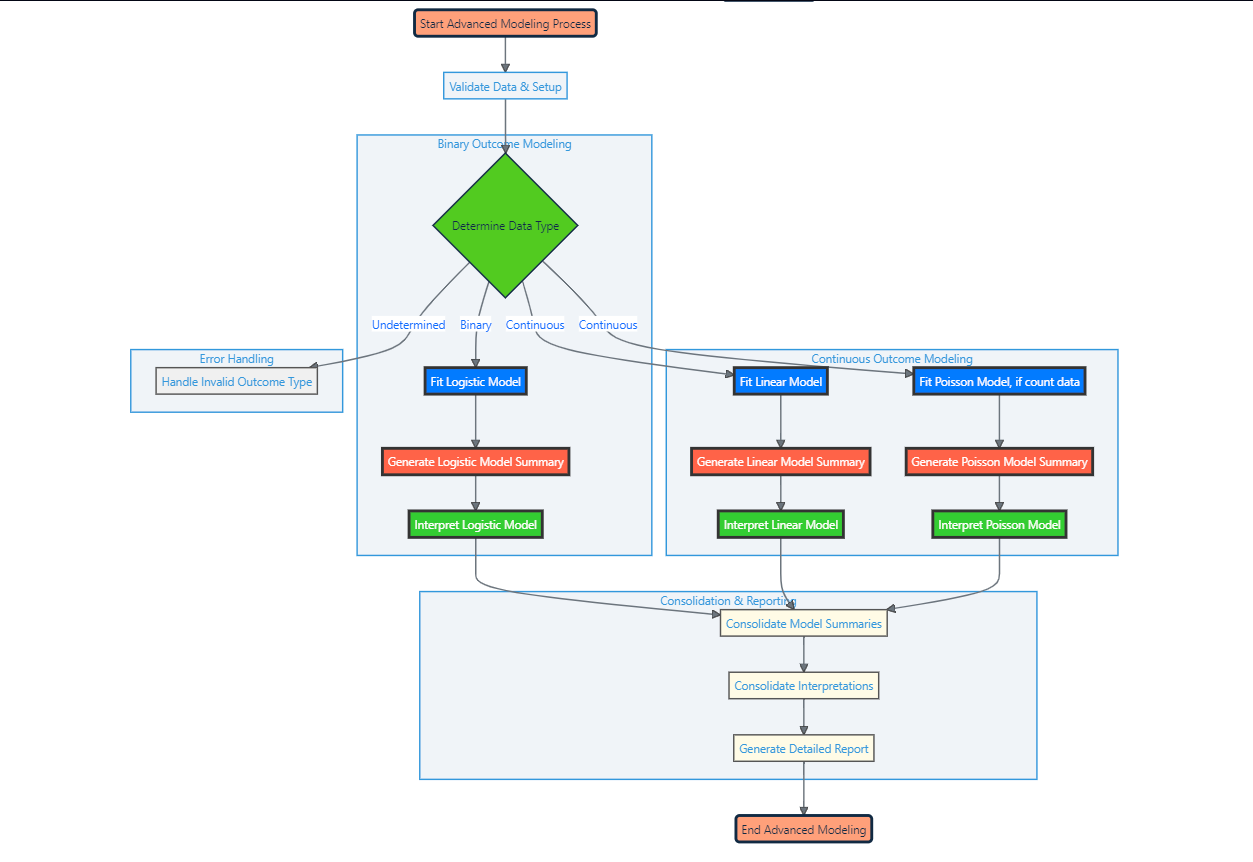 Start Advanced Modeling Process
Validate Data & Setup
Binary Outcome Modeling
Determine Data Type
Undetermined
Binary
Continuous
Continuous
Error Handling
Handle Invalid Outcome Type
Fit Logistic Model
Continuous Outcome Modeling
Fit Linear Model
Fit Poisson Model, if count data
Generate Logistic Model Summary
Generate Linear Model Summary
Generate Poisson Model Summary
Interpret Logistic Model
Interpret Linear Model
Interpret Poisson Model
Consolidation & Reporting
Consolidate Model Summaries
Consolidate Interpretations
Generate Detailed Report
End Advanced Modeling